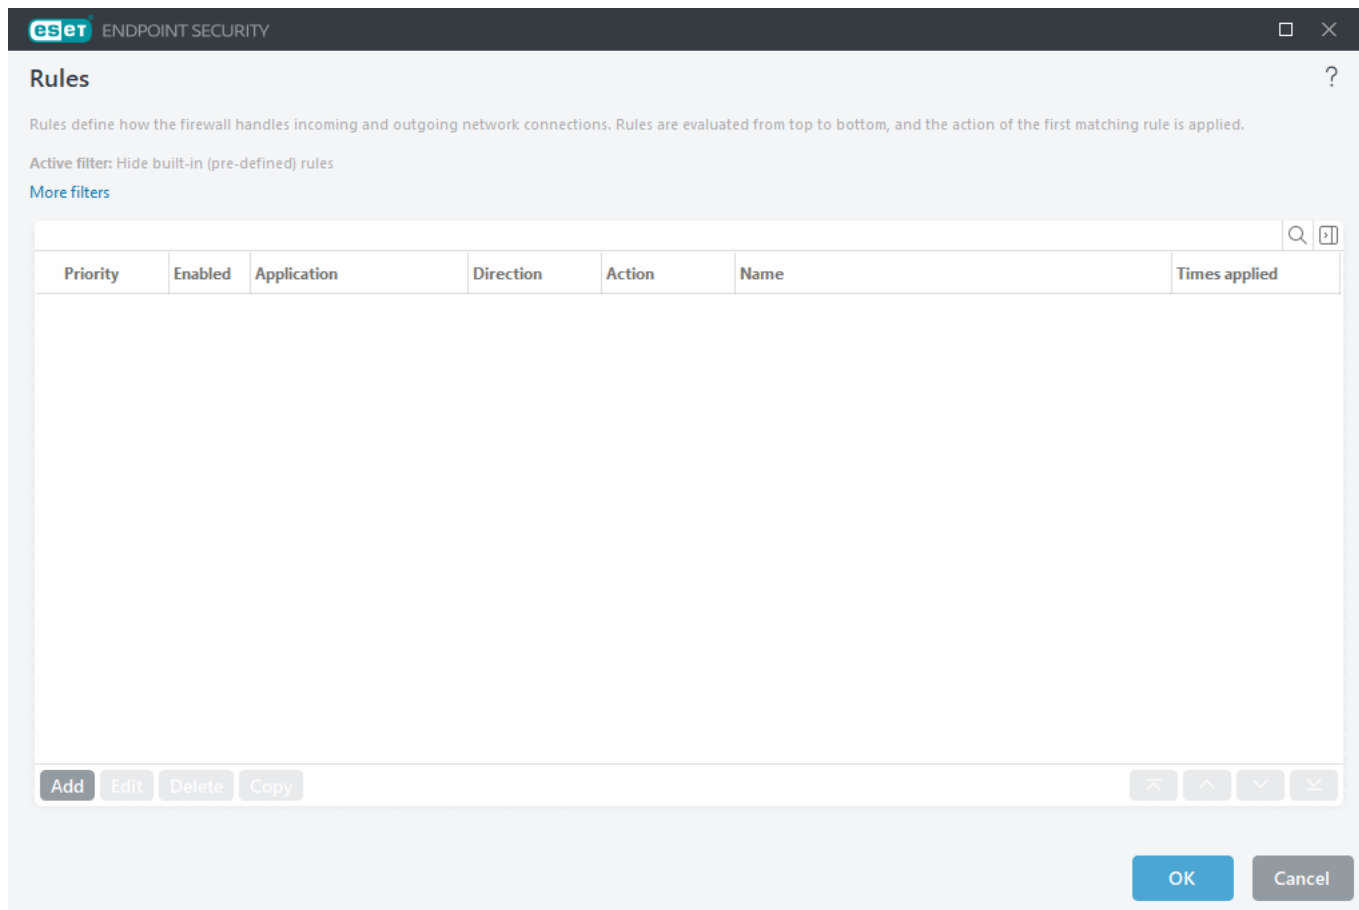 eset ENDPOINT SECURITY
Rules
?
Rules define how the firewall handles incoming and outgoing network connections. Rules are evaluated from top to bottom, and the action of the first matching rule is applied.
Active filter: Hide built-in (pre-defined) rules
More filters
Priority Enabled Application Direction Action Name Times applied
Add Edit Delete Copy
OK Cancel